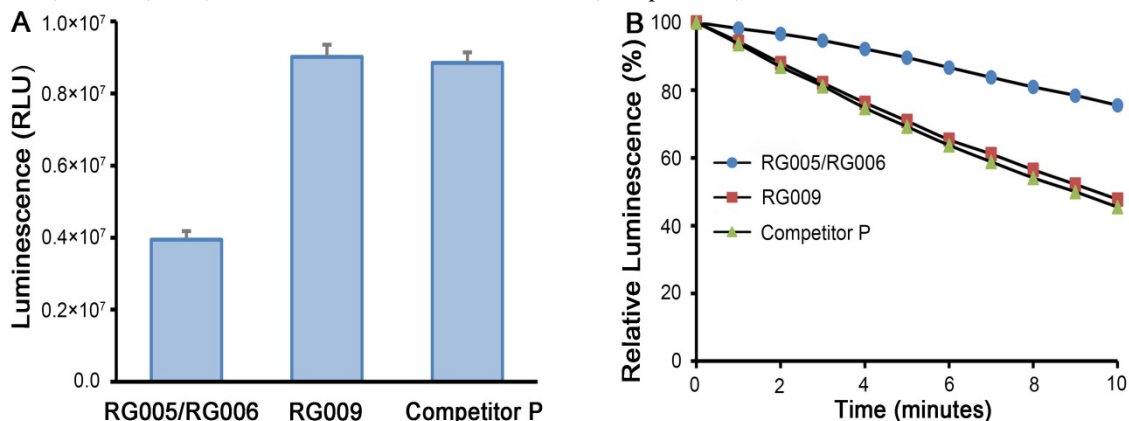 A
Luminescence (RLU)
1.0×10⁷
0.8×10⁷
0.6×10⁷
0.4×10⁷
0.2×10⁷
0.0
RG005/RG006 RG009 Competitor P
B
Relative Luminescence (%)
100
80
60
40
20
0
RG005/RG006
RG009
Competitor P
0 2 4 6 8 10
Time (minutes)